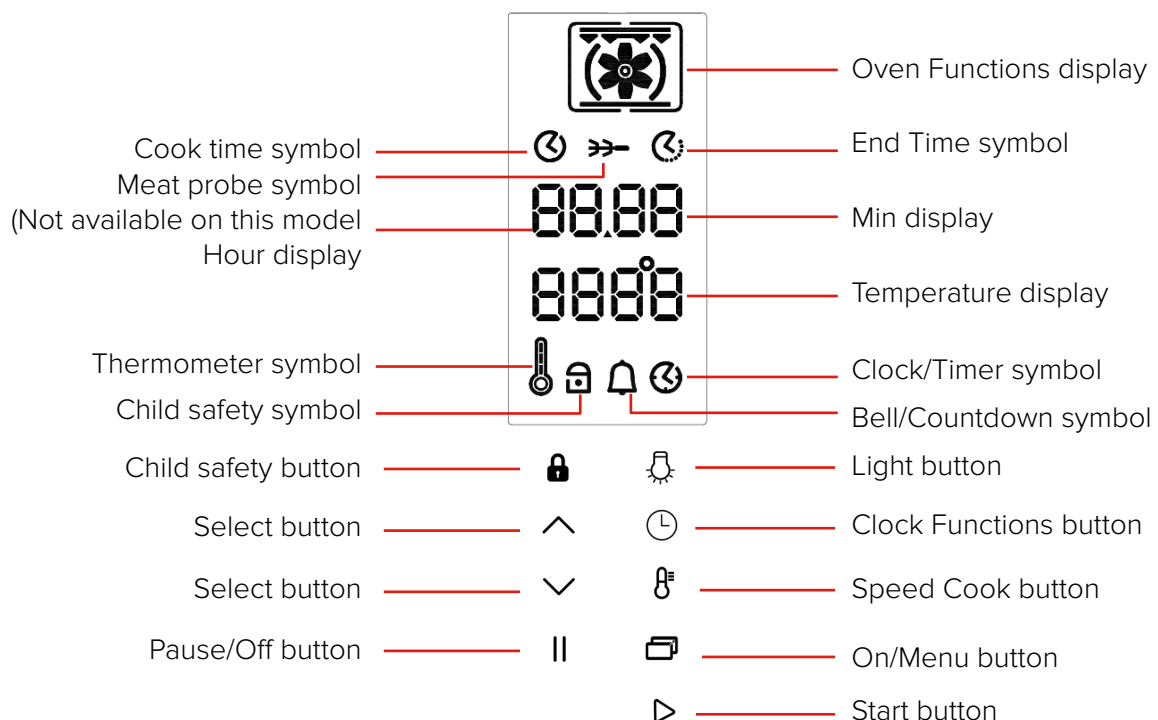 Oven Functions display
Cook time symbol
End Time symbol
Meat probe symbol
(Not available on this model
Min display
Hour display
88.88
8888°
Temperature display
Thermometer symbol
Clock/Timer symbol
Child safety symbol
Bell/Countdown symbol
Child safety button
Light button
Select button
Clock Functions button
Select button
Speed Cook button
Pause/Off button
On/Menu button
Start button